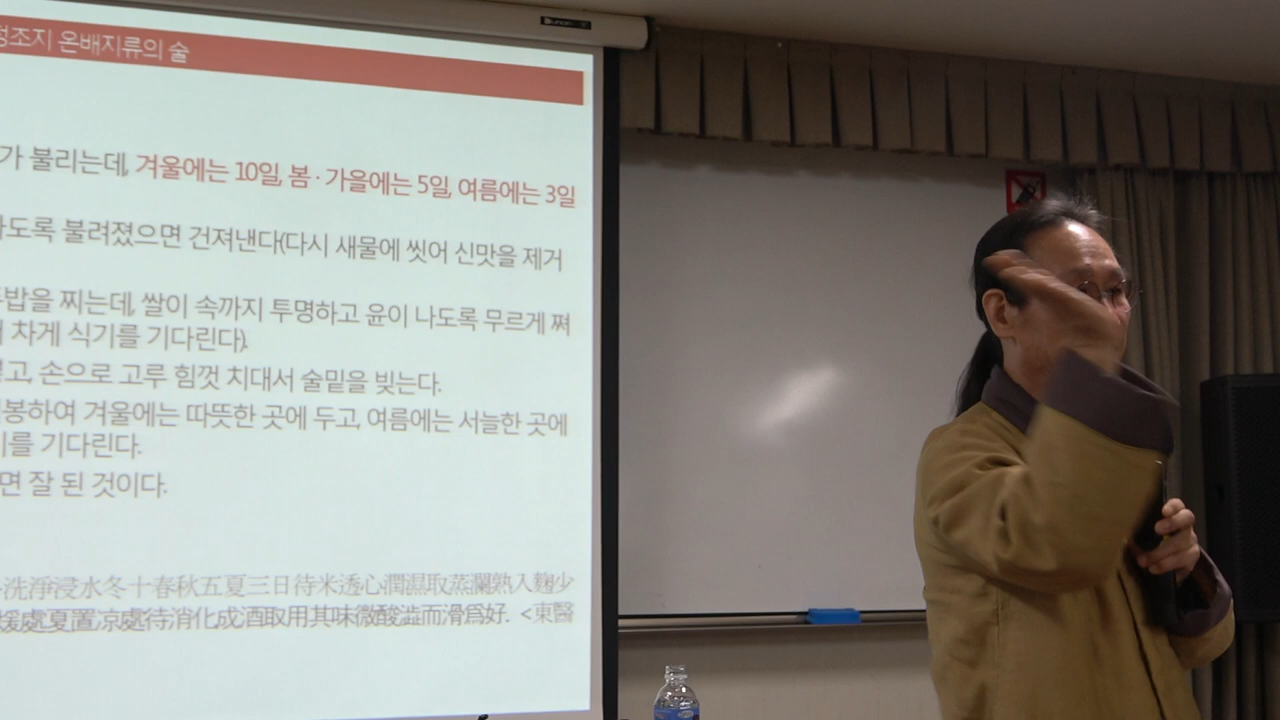 정조지 온배지류의 술
가 불리는데, 겨울에는 10일, 봄·가을에는 5일, 여름에는 3일
도록 불려졌으면 건져낸다(다시 새물에 씻어 신맛을 제거
밥을 찌는데, 쌀이 속까지 투명하고 윤이 나도록 무르게 쪄
차게 식기를 기다린다).
고, 손으로 고루 힘껏 치대서 술밑을 빚는다.
봉하여 겨울에는 따뜻한 곳에 두고, 여름에는 서늘한 곳에
를 기다린다.
면 잘 된 것이다.
洗淨浸水冬十春秋五夏三日待米透心潤濕取蒸爛熟入麴少
煖處夏置凉處待消化成酒取用其味微酸澁而滑爲好. <東醫